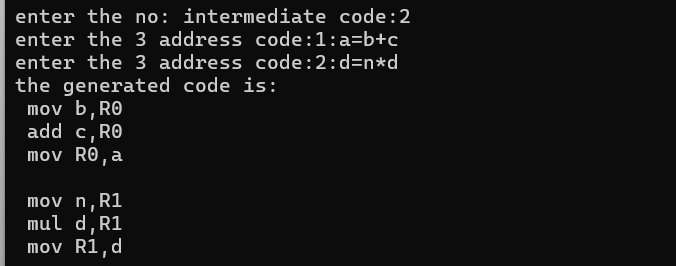 enter the no: intermediate code:2
enter the 3 address code:1:a=b+c
enter the 3 address code:2:d=n*d
the generated code is:
mov b,R0
add c,R0
mov R0,a
mov n,R1
mul d,R1
mov R1,d